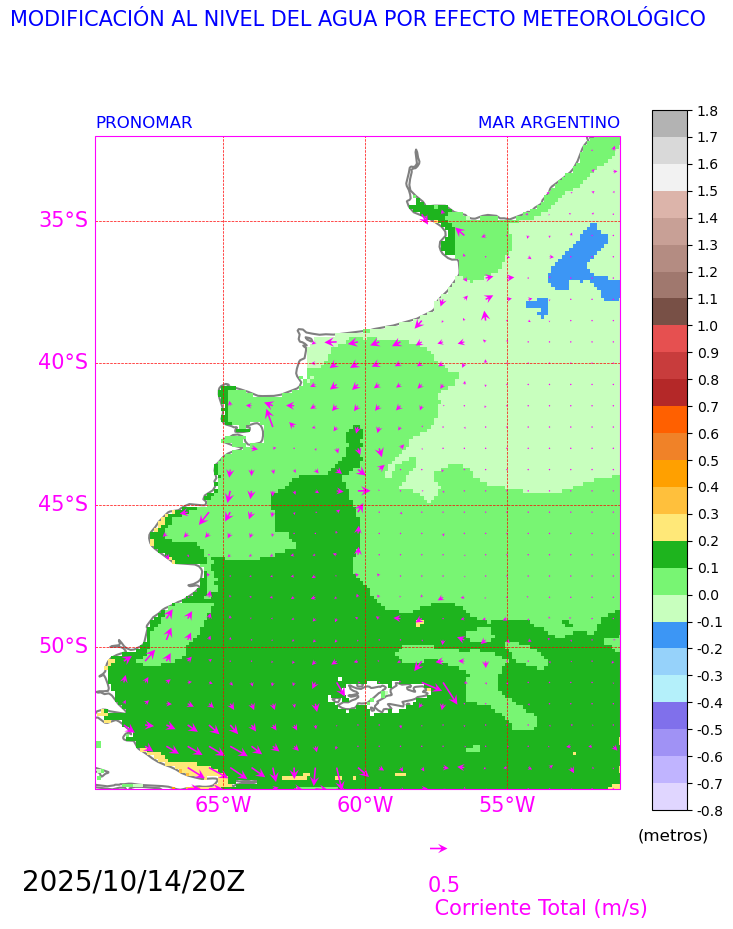 MODIFICACIÓN AL NIVEL DEL AGUA POR EFECTO METEOROLÓGICO
PRONOMAR MAR ARGENTINO
35°S
40°S
45°S
50°S
65°W 60°W 55°W
1.8
1.7
1.6
1.5
1.4
1.3
1.2
1.1
1.0
0.9
0.8
0.7
0.6
0.5
0.4
0.3
0.2
0.1
0.0
-0.1
-0.2
-0.3
-0.4
-0.5
-0.6
-0.7
-0.8
(metros)
2025/10/14/20Z
0.5
Corriente Total (m/s)